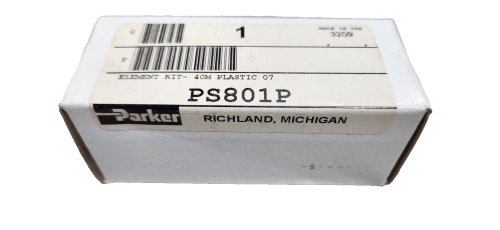 Q
1
MADE IN USA
3209
P
ELEMENT KIT- 40M PLASTIC 07
PS801P
Parker
RICHLAND, MICHIGAN